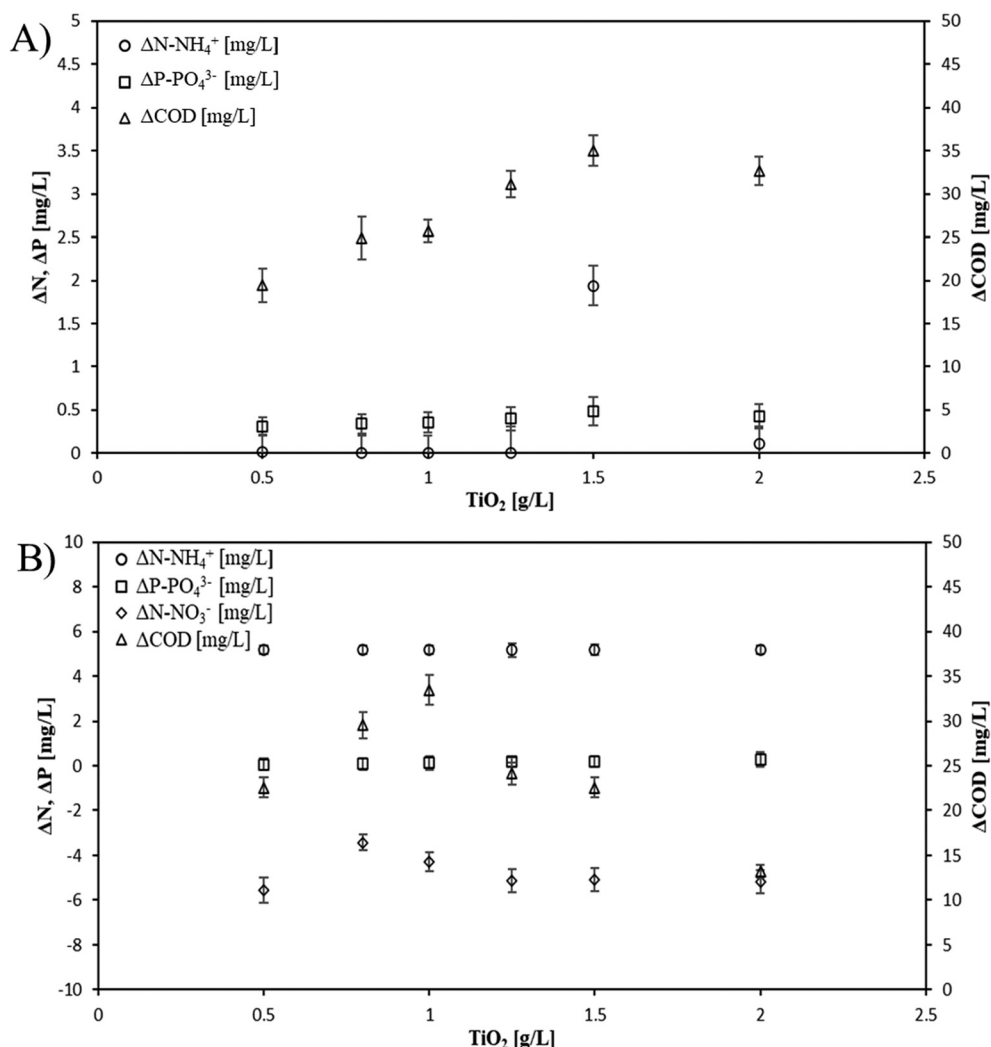 A)
ΔN-NH₄⁺ [mg/L]
ΔP-PO₄³⁻ [mg/L]
ΔCOD [mg/L]
5
4.5
4
3.5
3
2.5
2
1.5
1
0.5
0
ΔN, ΔP [mg/L]
50
45
40
35
30
25
20
15
10
5
0
ΔCOD [mg/L]
0 0.5 1 1.5 2 2.5
TiO₂ [g/L]
B)
ΔN-NH₄⁺ [mg/L]
ΔP-PO₄³⁻ [mg/L]
ΔN-NO₃⁻ [mg/L]
ΔCOD [mg/L]
10
8
6
4
2
0
-2
-4
-6
-8
-10
ΔN, ΔP [mg/L]
50
45
40
35
30
25
20
15
10
5
0
ΔCOD [mg/L]
0 0.5 1 1.5 2 2.5
TiO₂ [g/L]